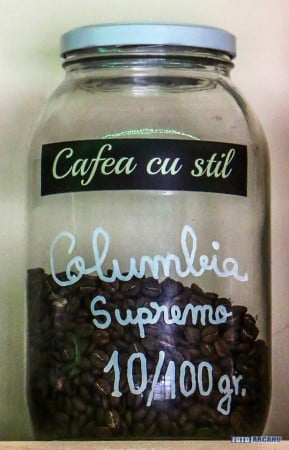 Cafea cu stil
Columbia
Supremo
10/100 gr.
FOTO ARCANU